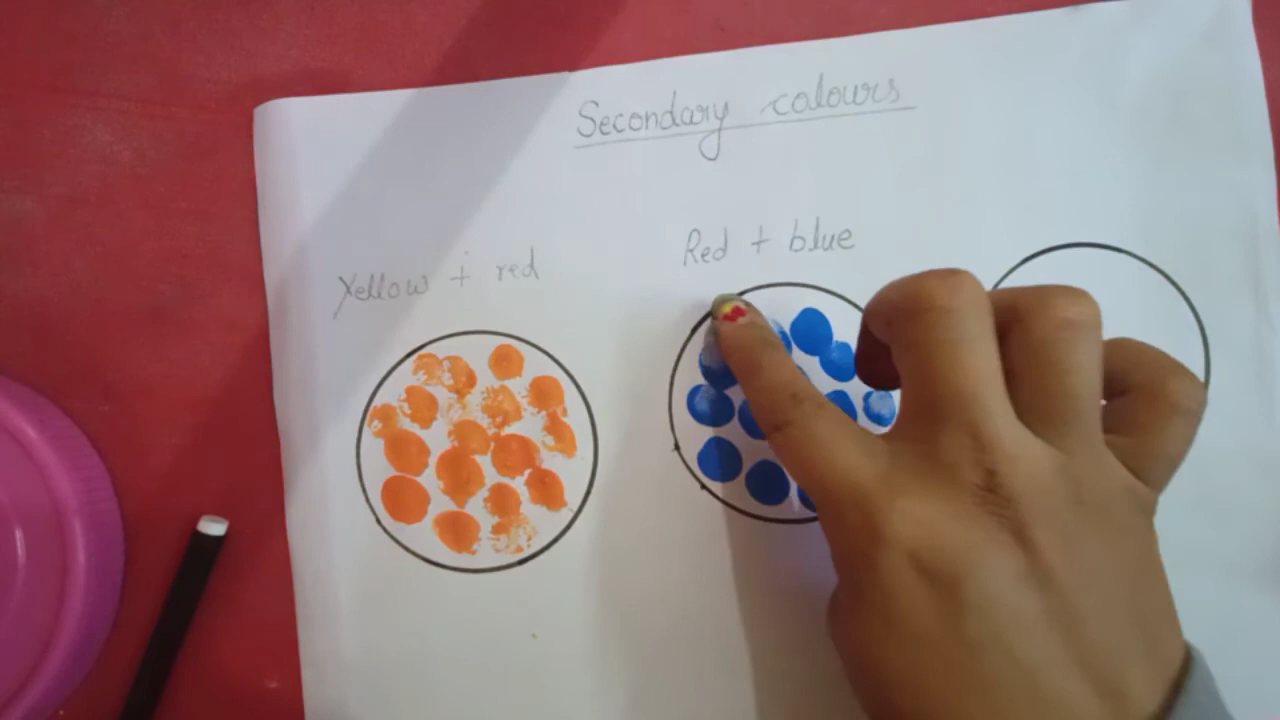 Secondary colours
Yellow + red
Red + blue